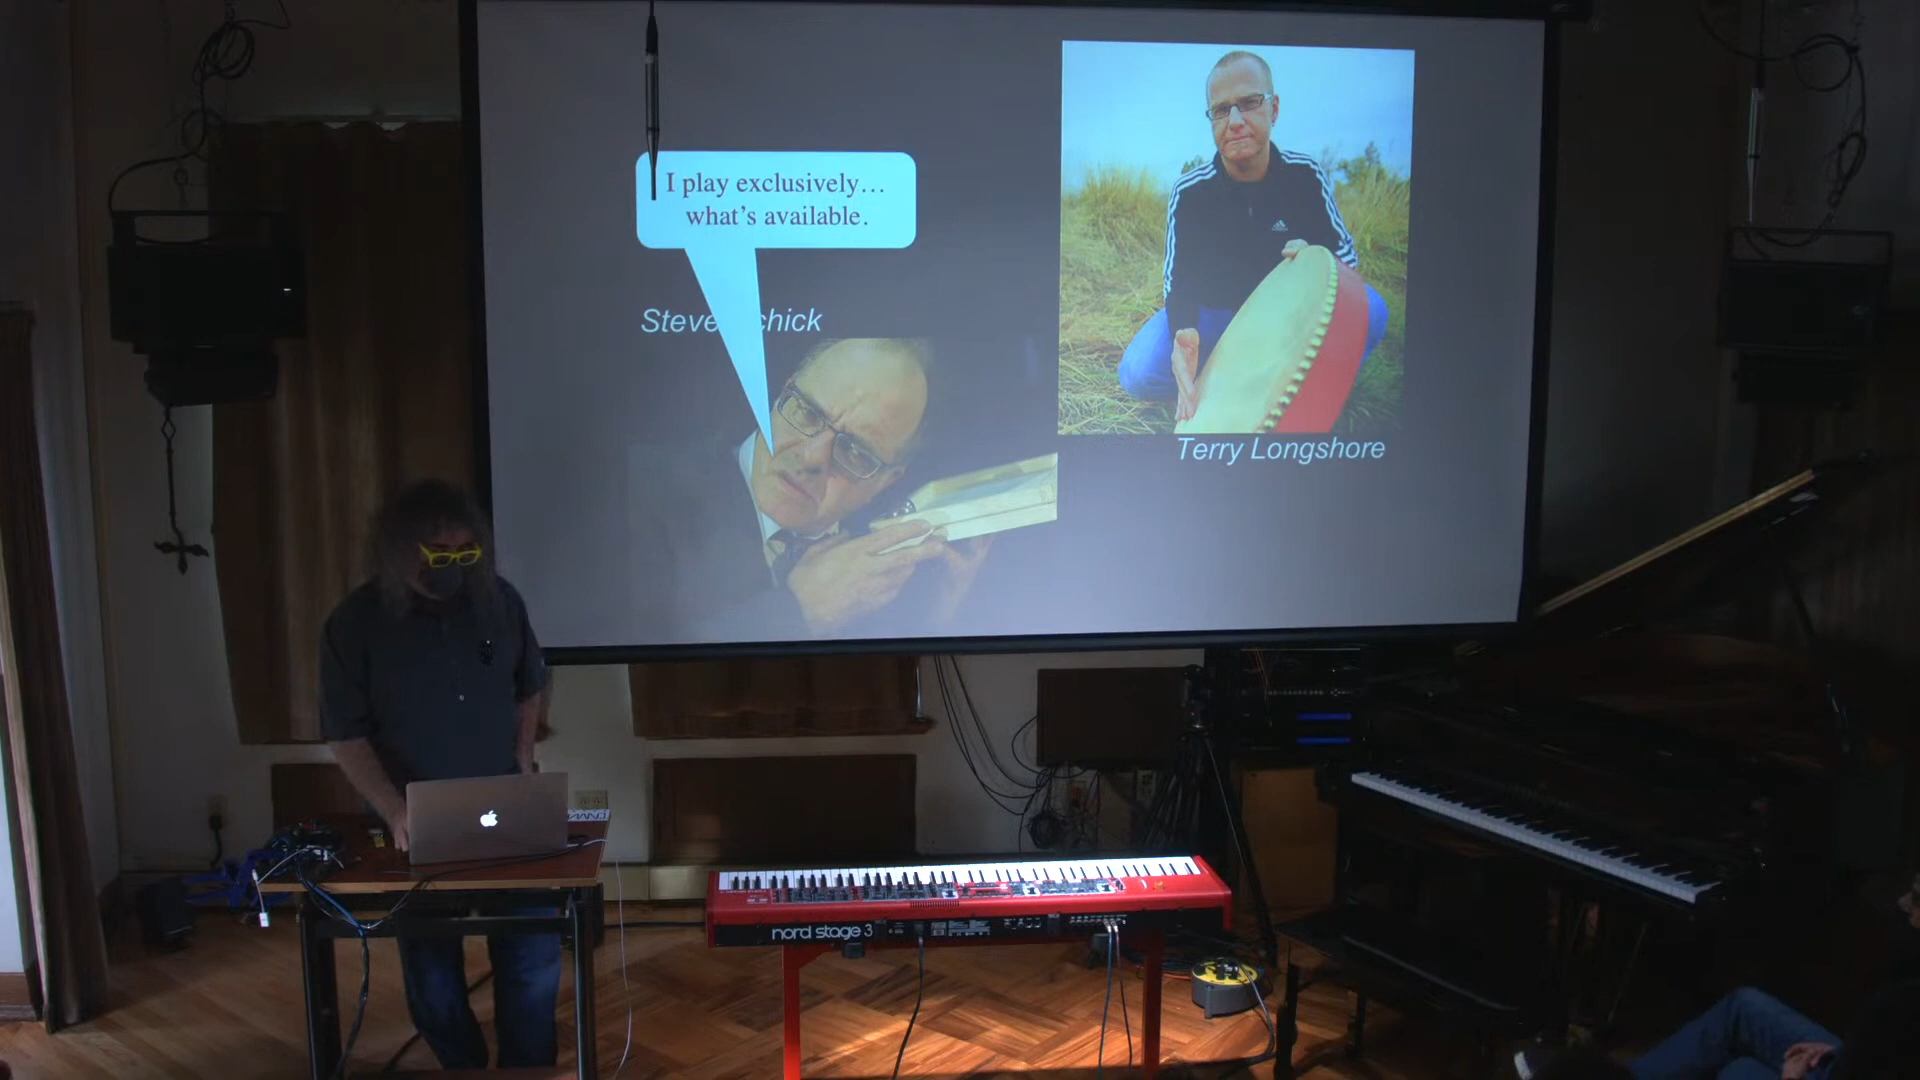 I play exclusively…
what's available.
Steve chick
Terry Longshore
nord stage 3